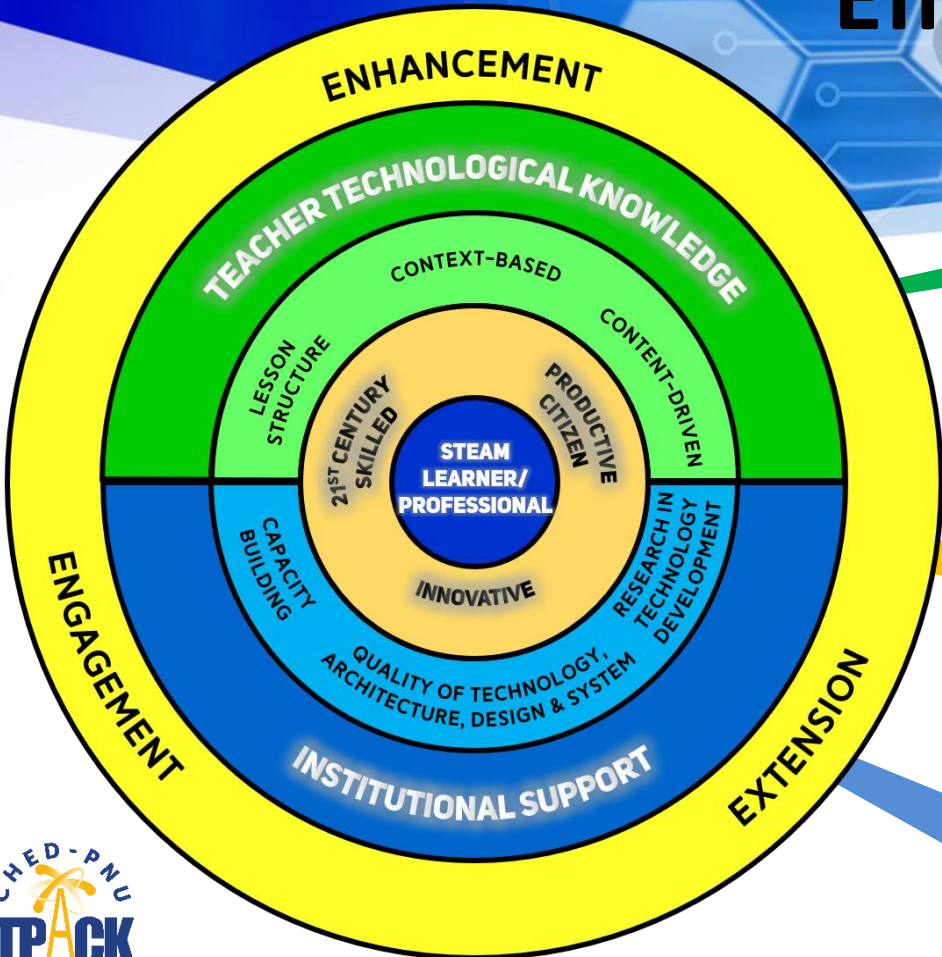 ENHANCEMENT
TEACHER TECHNOLOGICAL KNOWLEDGE
CONTEXT-BASED
LESSON
STRUCTURE
CONTENT-DRIVEN
21ST CENTURY
SKILLED
PRODUCTIVE
CITIZEN
STEAM
LEARNER/
PROFESSIONAL
INNOVATIVE
CAPACITY
BUILDING
QUALITY OF TECHNOLOGY,
ARCHITECTURE, DESIGN & SYSTEM
RESEARCH IN
TECHNOLOGY
DEVELOPMENT
INSTITUTIONAL SUPPORT
ENGAGEMENT
EXTENSION
CHED-PNU
TPACK